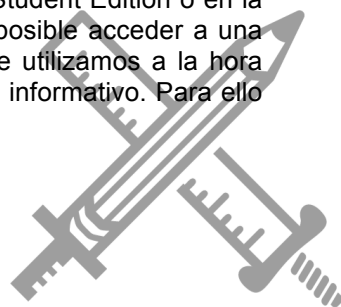 Student Edition o en la
posible acceder a una
e utilizamos a la hora
informativo. Para ello